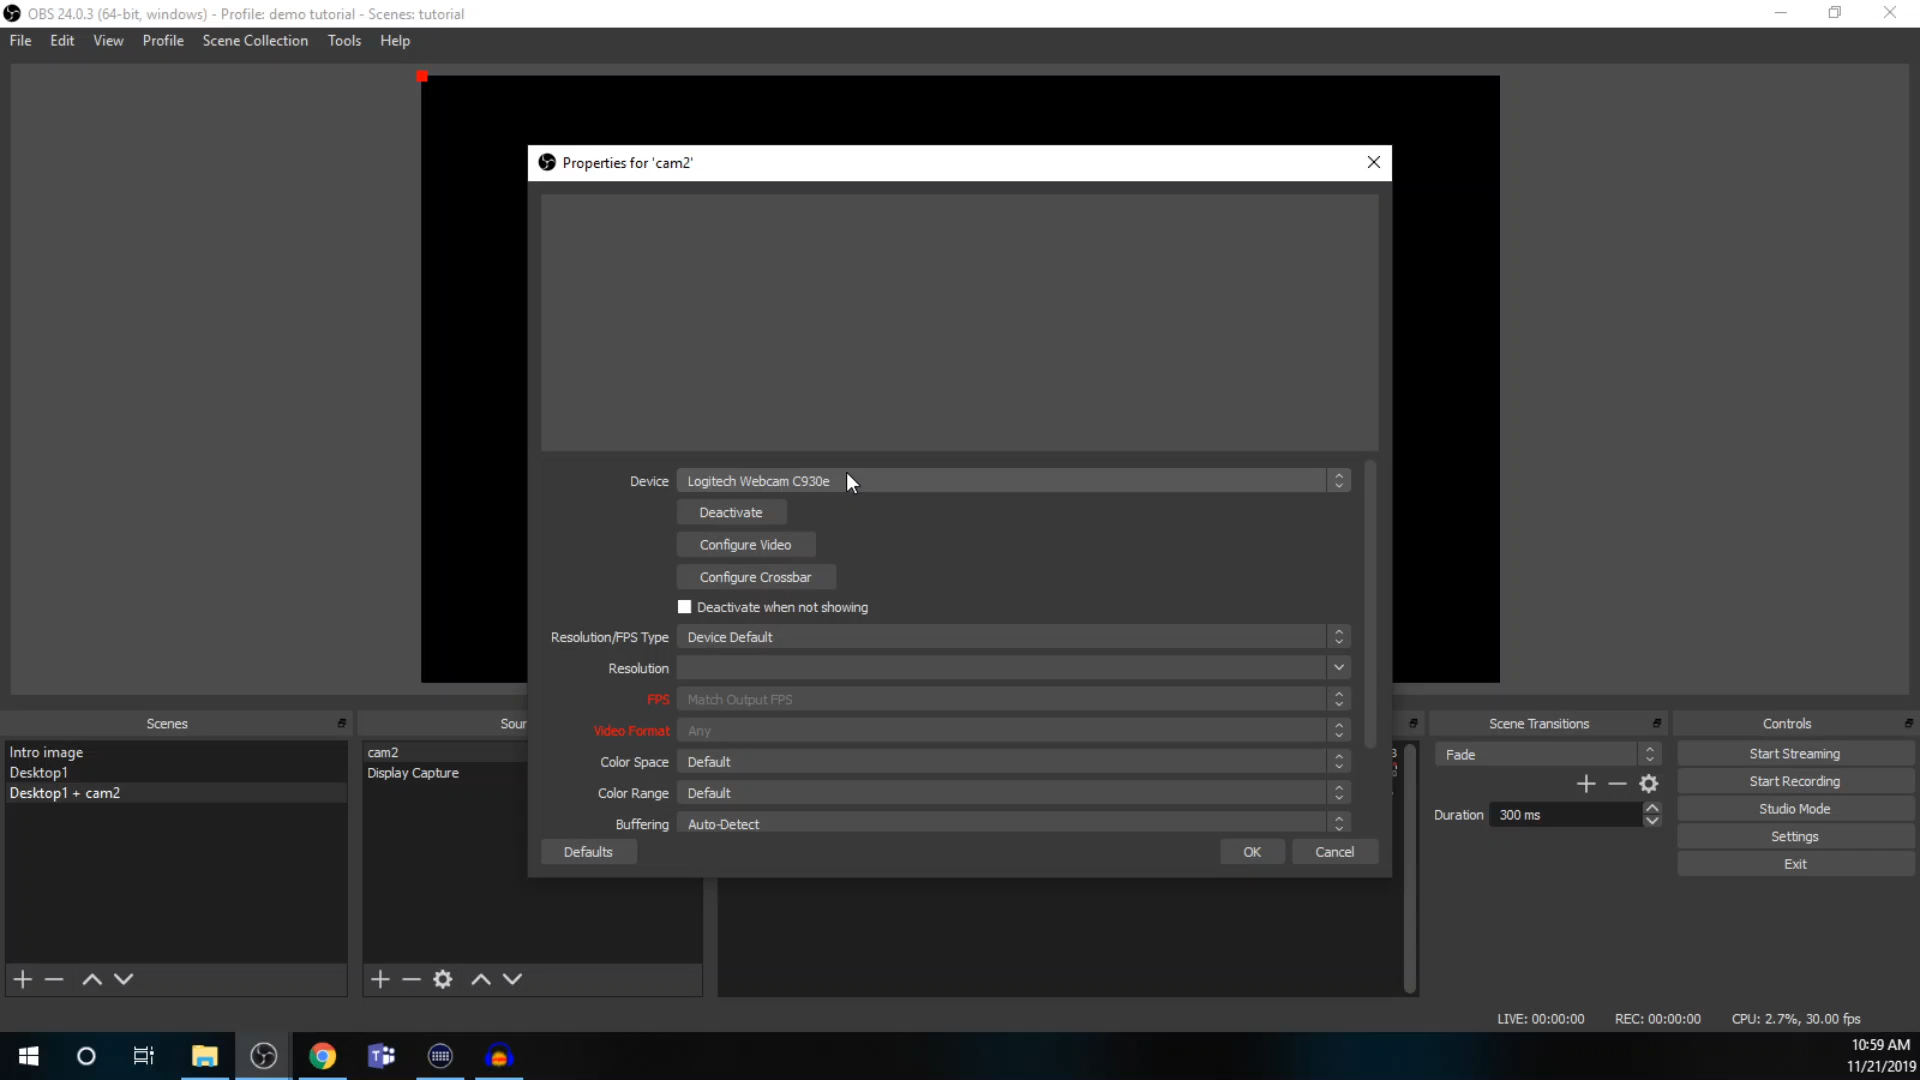 OBS 24.0.3 (64-bit, windows) - Profile: demo tutorial - Scenes: tutorial
File Edit View Profile Scene Collection Tools Help
Properties for 'cam2'
Device Logitech Webcam C930e
Deactivate
Configure Video
Configure Crossbar
Deactivate when not showing
Resolution/FPS Type Device Default
Resolution
FPS Match Output FPS
Video Format Any
Color Space Default
Color Range Default
Buffering Auto-Detect
Defaults OK Cancel
Scenes
Intro image
Desktop1
Desktop1 + cam2
Sour
cam2
Display Capture
Scene Transitions
Fade
Duration 300 ms
Controls
Start Streaming
Start Recording
Studio Mode
Settings
Exit
LIVE: 00:00:00 REC: 00:00:00 CPU: 2.7%, 30.00 fps
10:59 AM
11/21/2019